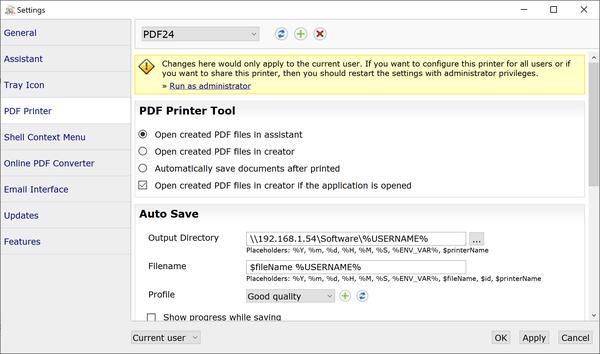 Settings
General
PDF24
Assistant
Tray Icon
PDF Printer
Shell Context Menu
Online PDF Converter
Email Interface
Updates
Features
Changes here would only apply to the current user. If you want to configure this printer for all users or if
you want to share this printer, then you should restart the settings with administrator privileges.
» Run as administrator
PDF Printer Tool
Open created PDF files in assistant
Open created PDF files in creator
Automatically save documents after printed
Open created PDF files in creator if the application is opened
Auto Save
Output Directory \\192.168.1.54\Software\%USERNAME% ...
Placeholders: %Y, %m, %d, %H, %M, %S, %ENV_VAR%, $printerName
Filename $fileName %USERNAME%
Placeholders: %Y, %m, %d, %H, %M, %S, %ENV_VAR%, $fileName, $id, $printerName
Profile Good quality
Show progress while saving
Current user OK Apply Cancel